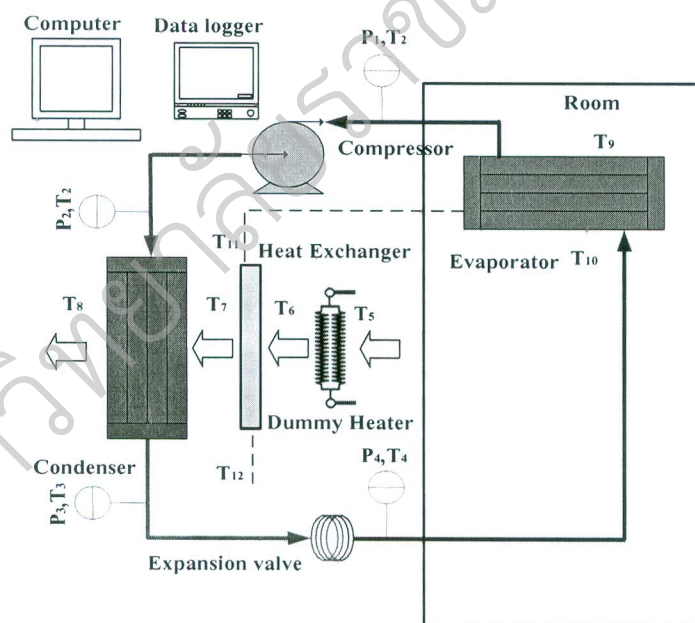 Computer
Data logger
P1,T2
Room
T9
Compressor
P2,T2
T11
Heat Exchanger
Evaporator
T10
T8
T7
T6
T5
Dummy Heater
T12
P4,T4
Condenser
P3,T3
Expansion valve